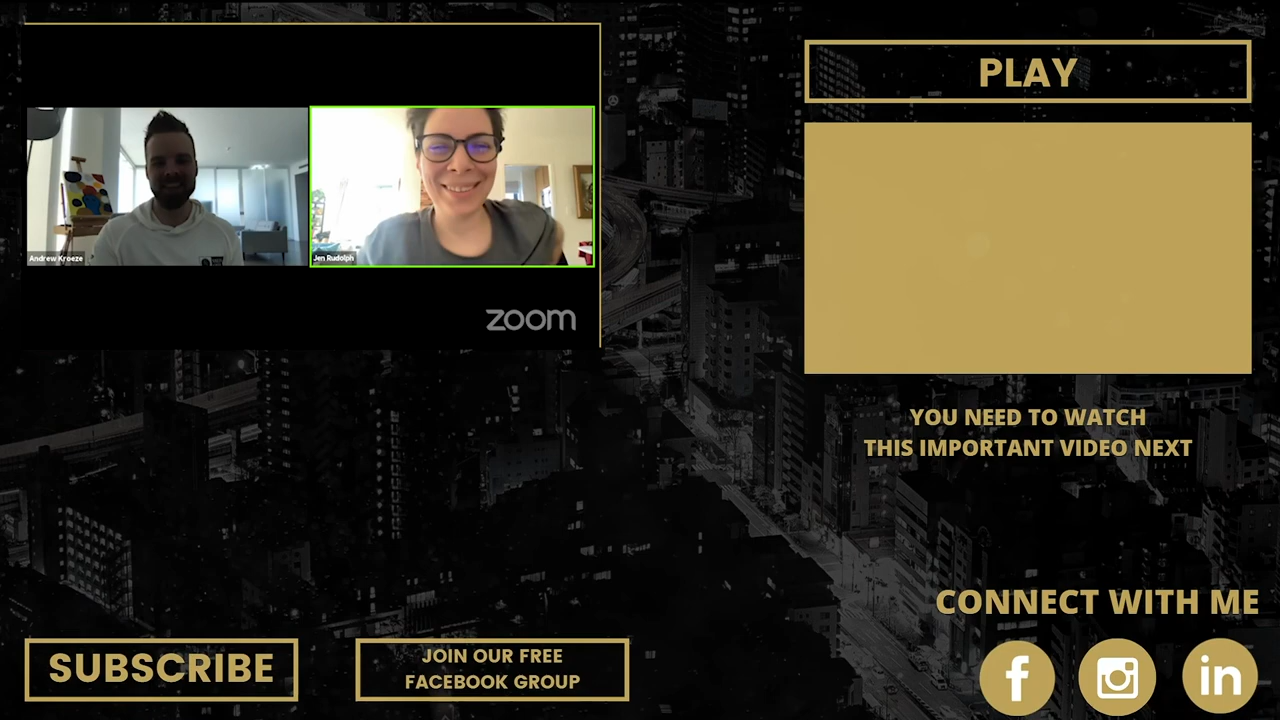 PLAY
Andrew Kroeze
Jen Rudolph
zoom
YOU NEED TO WATCH
THIS IMPORTANT VIDEO NEXT
CONNECT WITH ME
SUBSCRIBE
JOIN OUR FREE
FACEBOOK GROUP
f
in